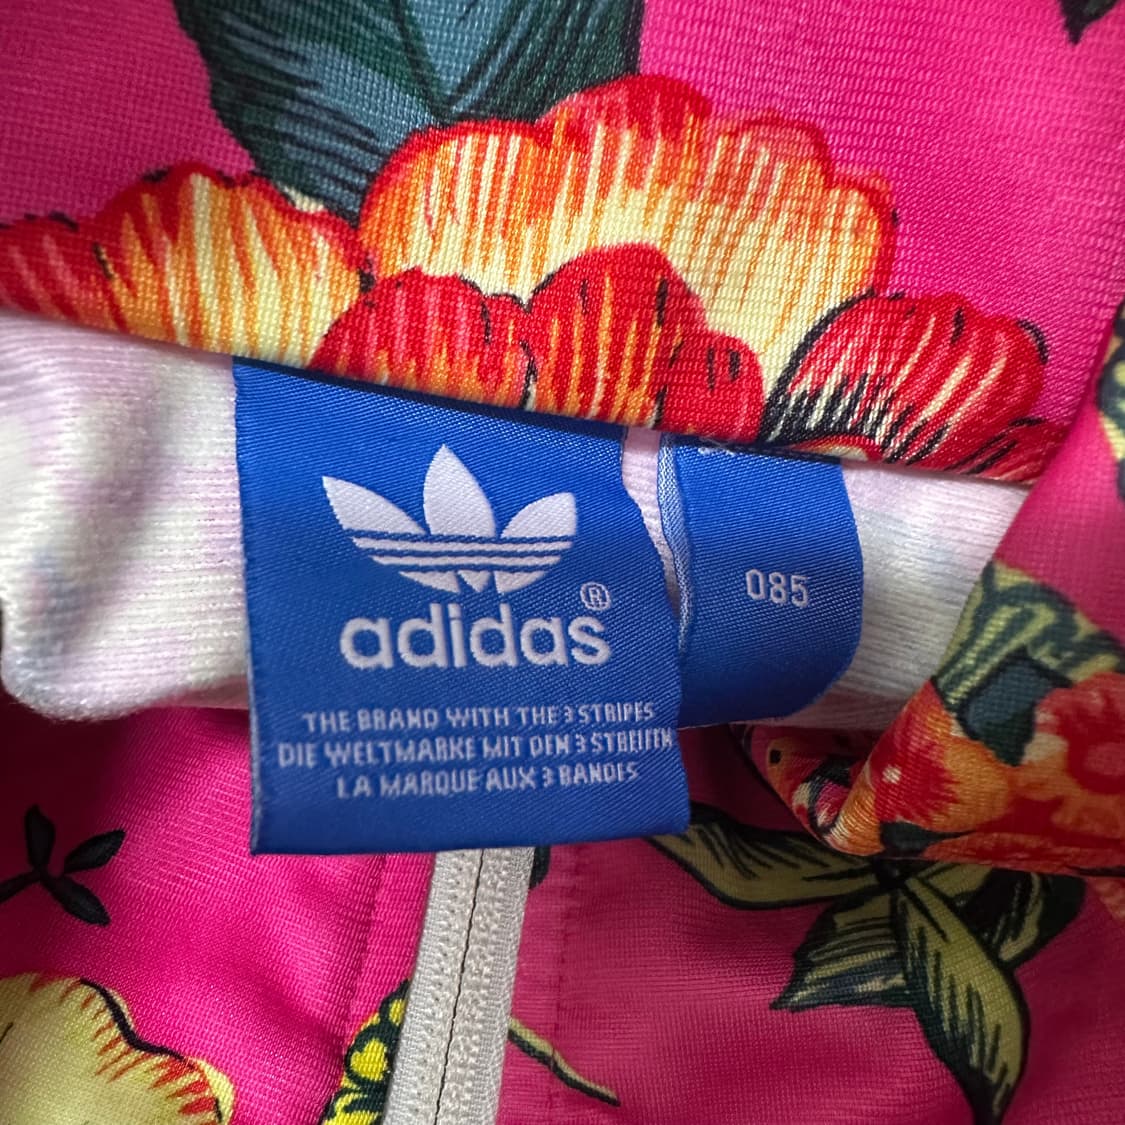 adidas®
THE BRAND WITH THE 3 STRIPES
DIE WELTMARKE MIT DEN 3 STREIFEN
LA MARQUE AUX 3 BANDES
085